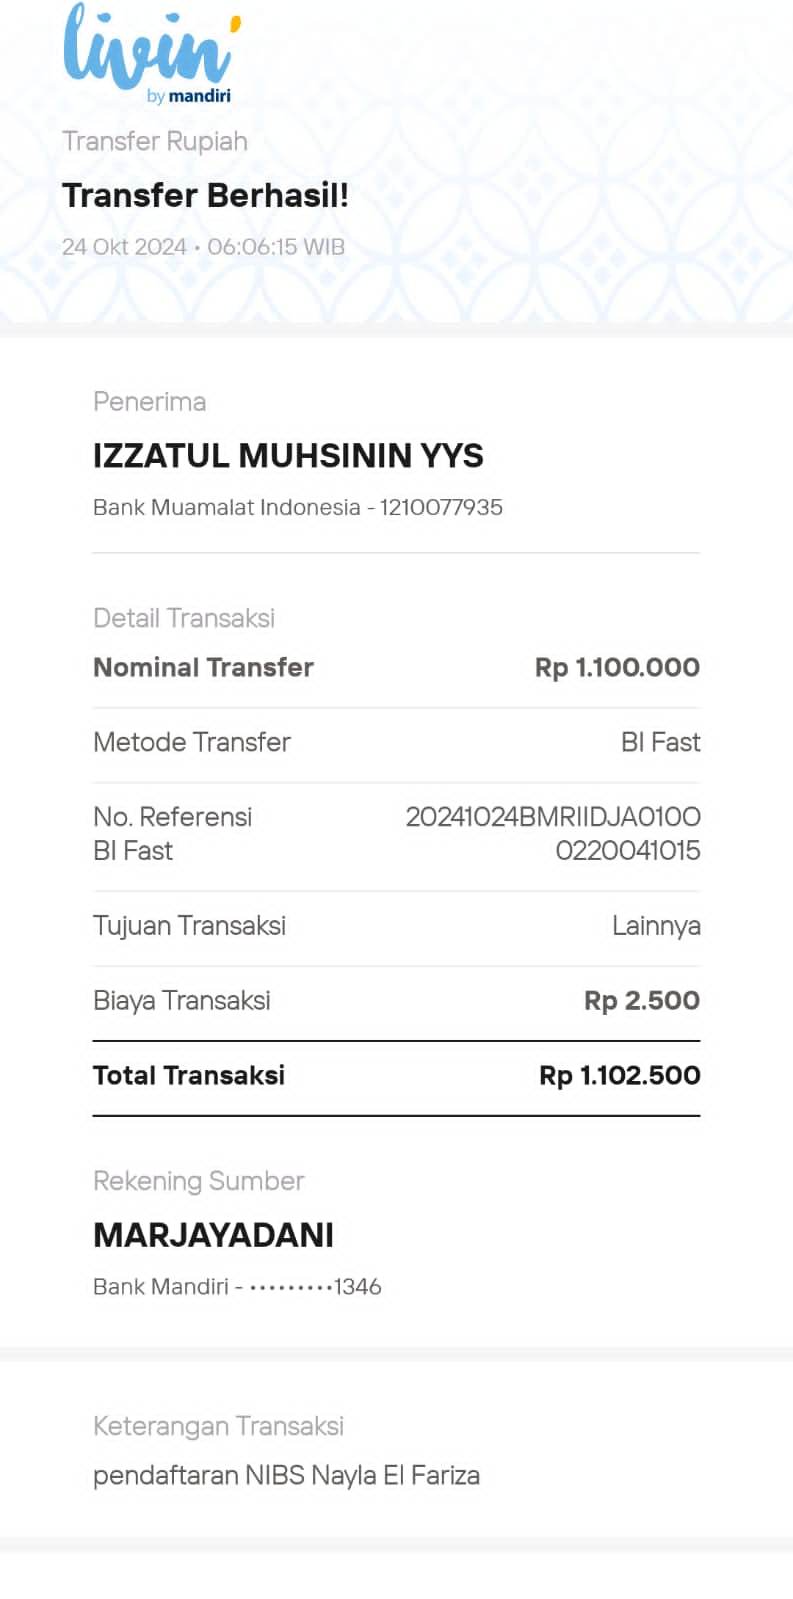 livin'
by mandiri
Transfer Rupiah
Transfer Berhasil!
24 Okt 2024 • 06:06:15 WIB
Penerima
IZZATUL MUHSININ YYS
Bank Muamalat Indonesia - 1210077935
Detail Transaksi
Nominal Transfer Rp 1.100.000
Metode Transfer BI Fast
No. Referensi 20241024BMRIIDJA010O
BI Fast 0220041015
Tujuan Transaksi Lainnya
Biaya Transaksi Rp 2.500
Total Transaksi Rp 1.102.500
Rekening Sumber
MARJAYADANI
Bank Mandiri - •••••••••1346
Keterangan Transaksi
pendaftaran NIBS Nayla El Fariza